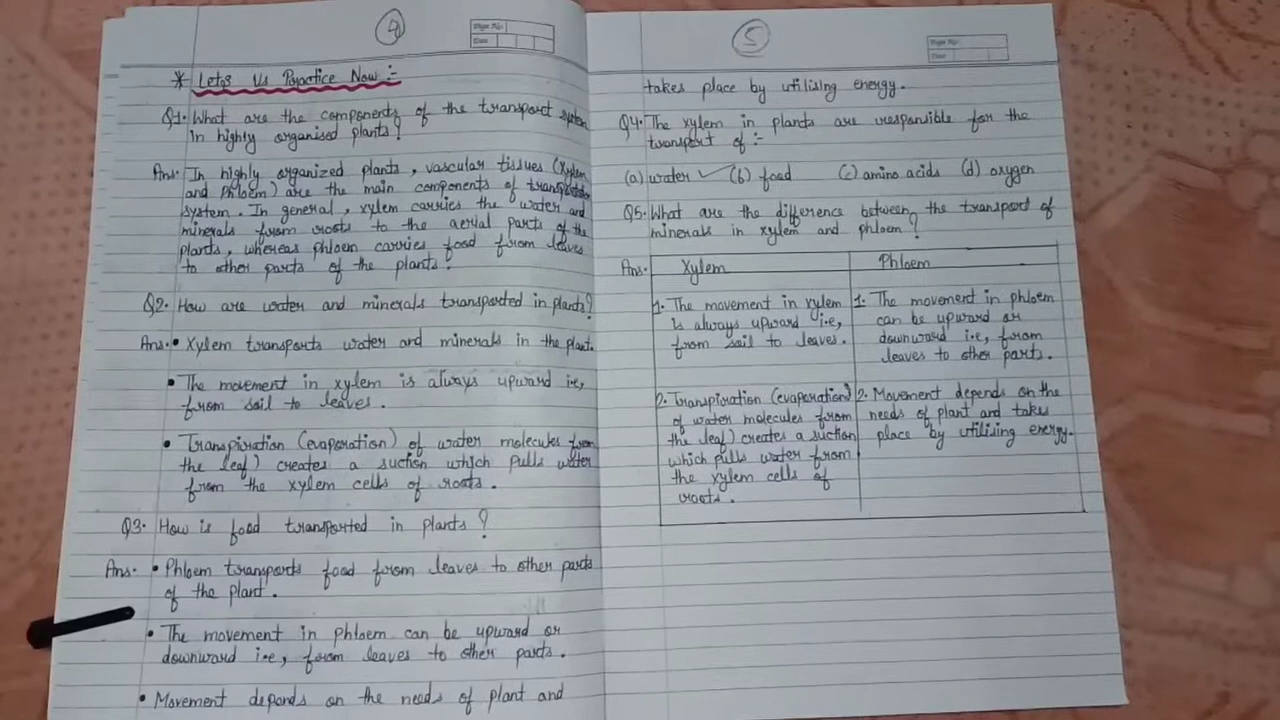 4
Page No:
Date
* Let's Us Practice Now :-
Q1. What are the components of the transport system
in highly organised plants?
Ans: In highly organized plants, vascular tissues (Xylem
and Phloem) are the main components of transport
system. In general, xylem carries the water and
minerals from roots to the aerial parts of the
plants, whereas phloem carries food from leaves
to other parts of the plants.
Q2. How are water and minerals transported in plants?
Ans. • Xylem transports water and minerals in the plant.
• The movement in xylem is always upward i.e,
from soil to leaves.
• Transpiration (evaporation) of water molecules from
the leaf) creates a suction which pulls water
from the xylem cells of roots.
Q3. How is food transported in plants?
Ans. • Phloem transports food from leaves to other parts
of the plant.
• The movement in phloem can be upward or
downward i.e, from leaves to other parts.
• Movement depends on the needs of plant and
5
Page No:
Date
takes place by utilising energy.
Q4. The xylem in plants are responsible for the
transport of :-
(a) water ✓ (b) food (c) amino acids (d) oxygen
Q5. What are the difference between the transport of
minerals in xylem and phloem?
Ans. Xylem Phloem
1. The movement in xylem
is always upward i.e,
from soil to leaves.
1. The movement in phloem
can be upward or
downward i.e, from
leaves to other parts.
2. Transpiration (evaporation)
of water molecules from
the leaf) creates a suction
which pulls water from
the xylem cells of
roots.
2. Movement depends on the
needs of plant and takes
place by utilising energy.